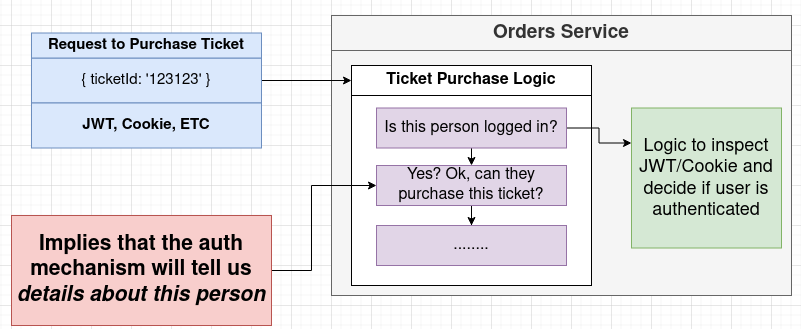 Request to Purchase Ticket
{ ticketId: '123123' }
JWT, Cookie, ETC
Orders Service
Ticket Purchase Logic
Is this person logged in?
Yes? Ok, can they
purchase this ticket?
........
Logic to inspect
JWT/Cookie and
decide if user is
authenticated
Implies that the auth
mechanism will tell us
details about this person